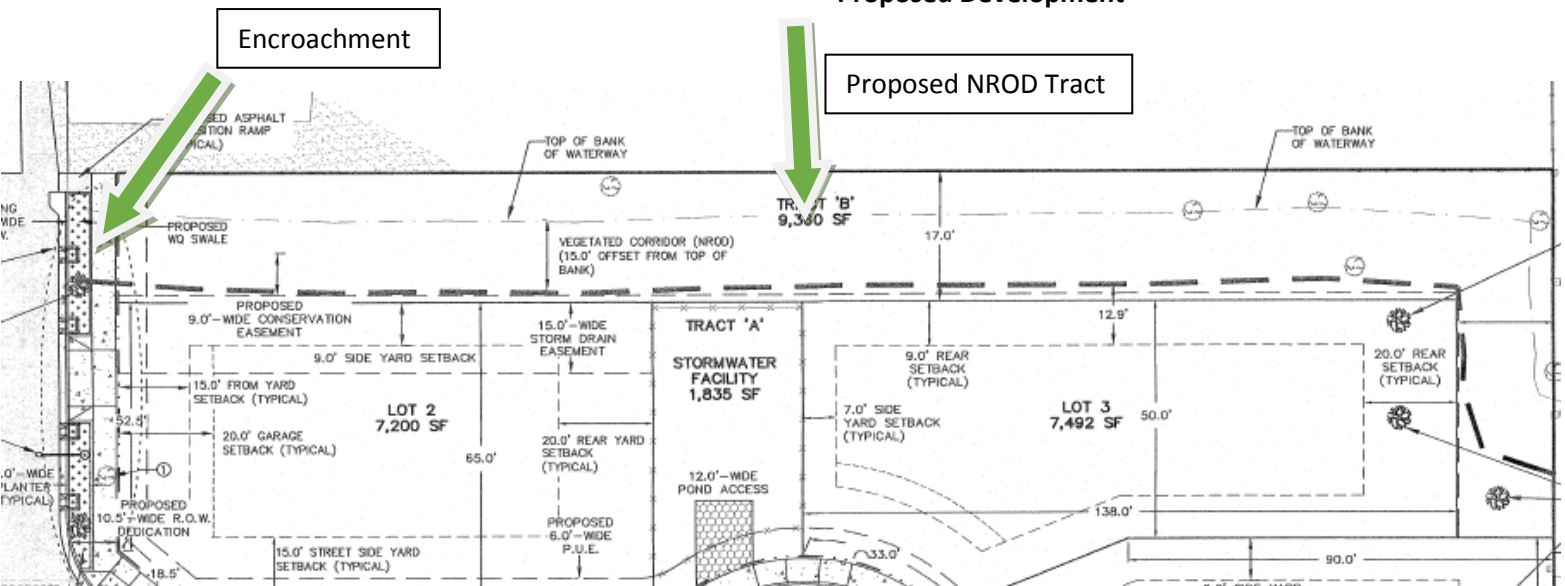 Encroachment
Proposed NROD Tract
ASPHALT
RAMP
TOP OF BANK
OF WATERWAY
TOP OF BANK
OF WATERWAY
PROPOSED
WQ SWALE
VEGETATED CORRIDOR (NROD)
(15.0' OFFSET FROM TOP OF
BANK)
'B'
SF
17.0'
PROPOSED
9.0'-WIDE CONSERVATION
EASEMENT
15.0'-WIDE
STORM DRAIN
EASEMENT
TRACT 'A'
STORMWATER
FACILITY
1,835 SF
12.9'
9.0' SIDE YARD SETBACK
9.0' REAR
SETBACK
(TYPICAL)
20.0' REAR
SETBACK
(TYPICAL)
15.0' FROM YARD
SETBACK (TYPICAL)
LOT 2
7,200 SF
52.5'
20.0' GARAGE
SETBACK (TYPICAL)
65.0'
20.0' REAR YARD
SETBACK
(TYPICAL)
7.0' SIDE
YARD SETBACK
(TYPICAL)
LOT 3
7,492 SF
50.0'
12.0'-WIDE
POND ACCESS
.0'-WIDE
PLANTER
TYPICAL)
1
PROPOSED
10.5'-WIDE R.O.W.
DEDICATION
138.0'
PROPOSED
6.0'-WIDE
P.U.E.
15.0' STREET SIDE YARD
SETBACK (TYPICAL)
18.5'
33.0'
90.0'